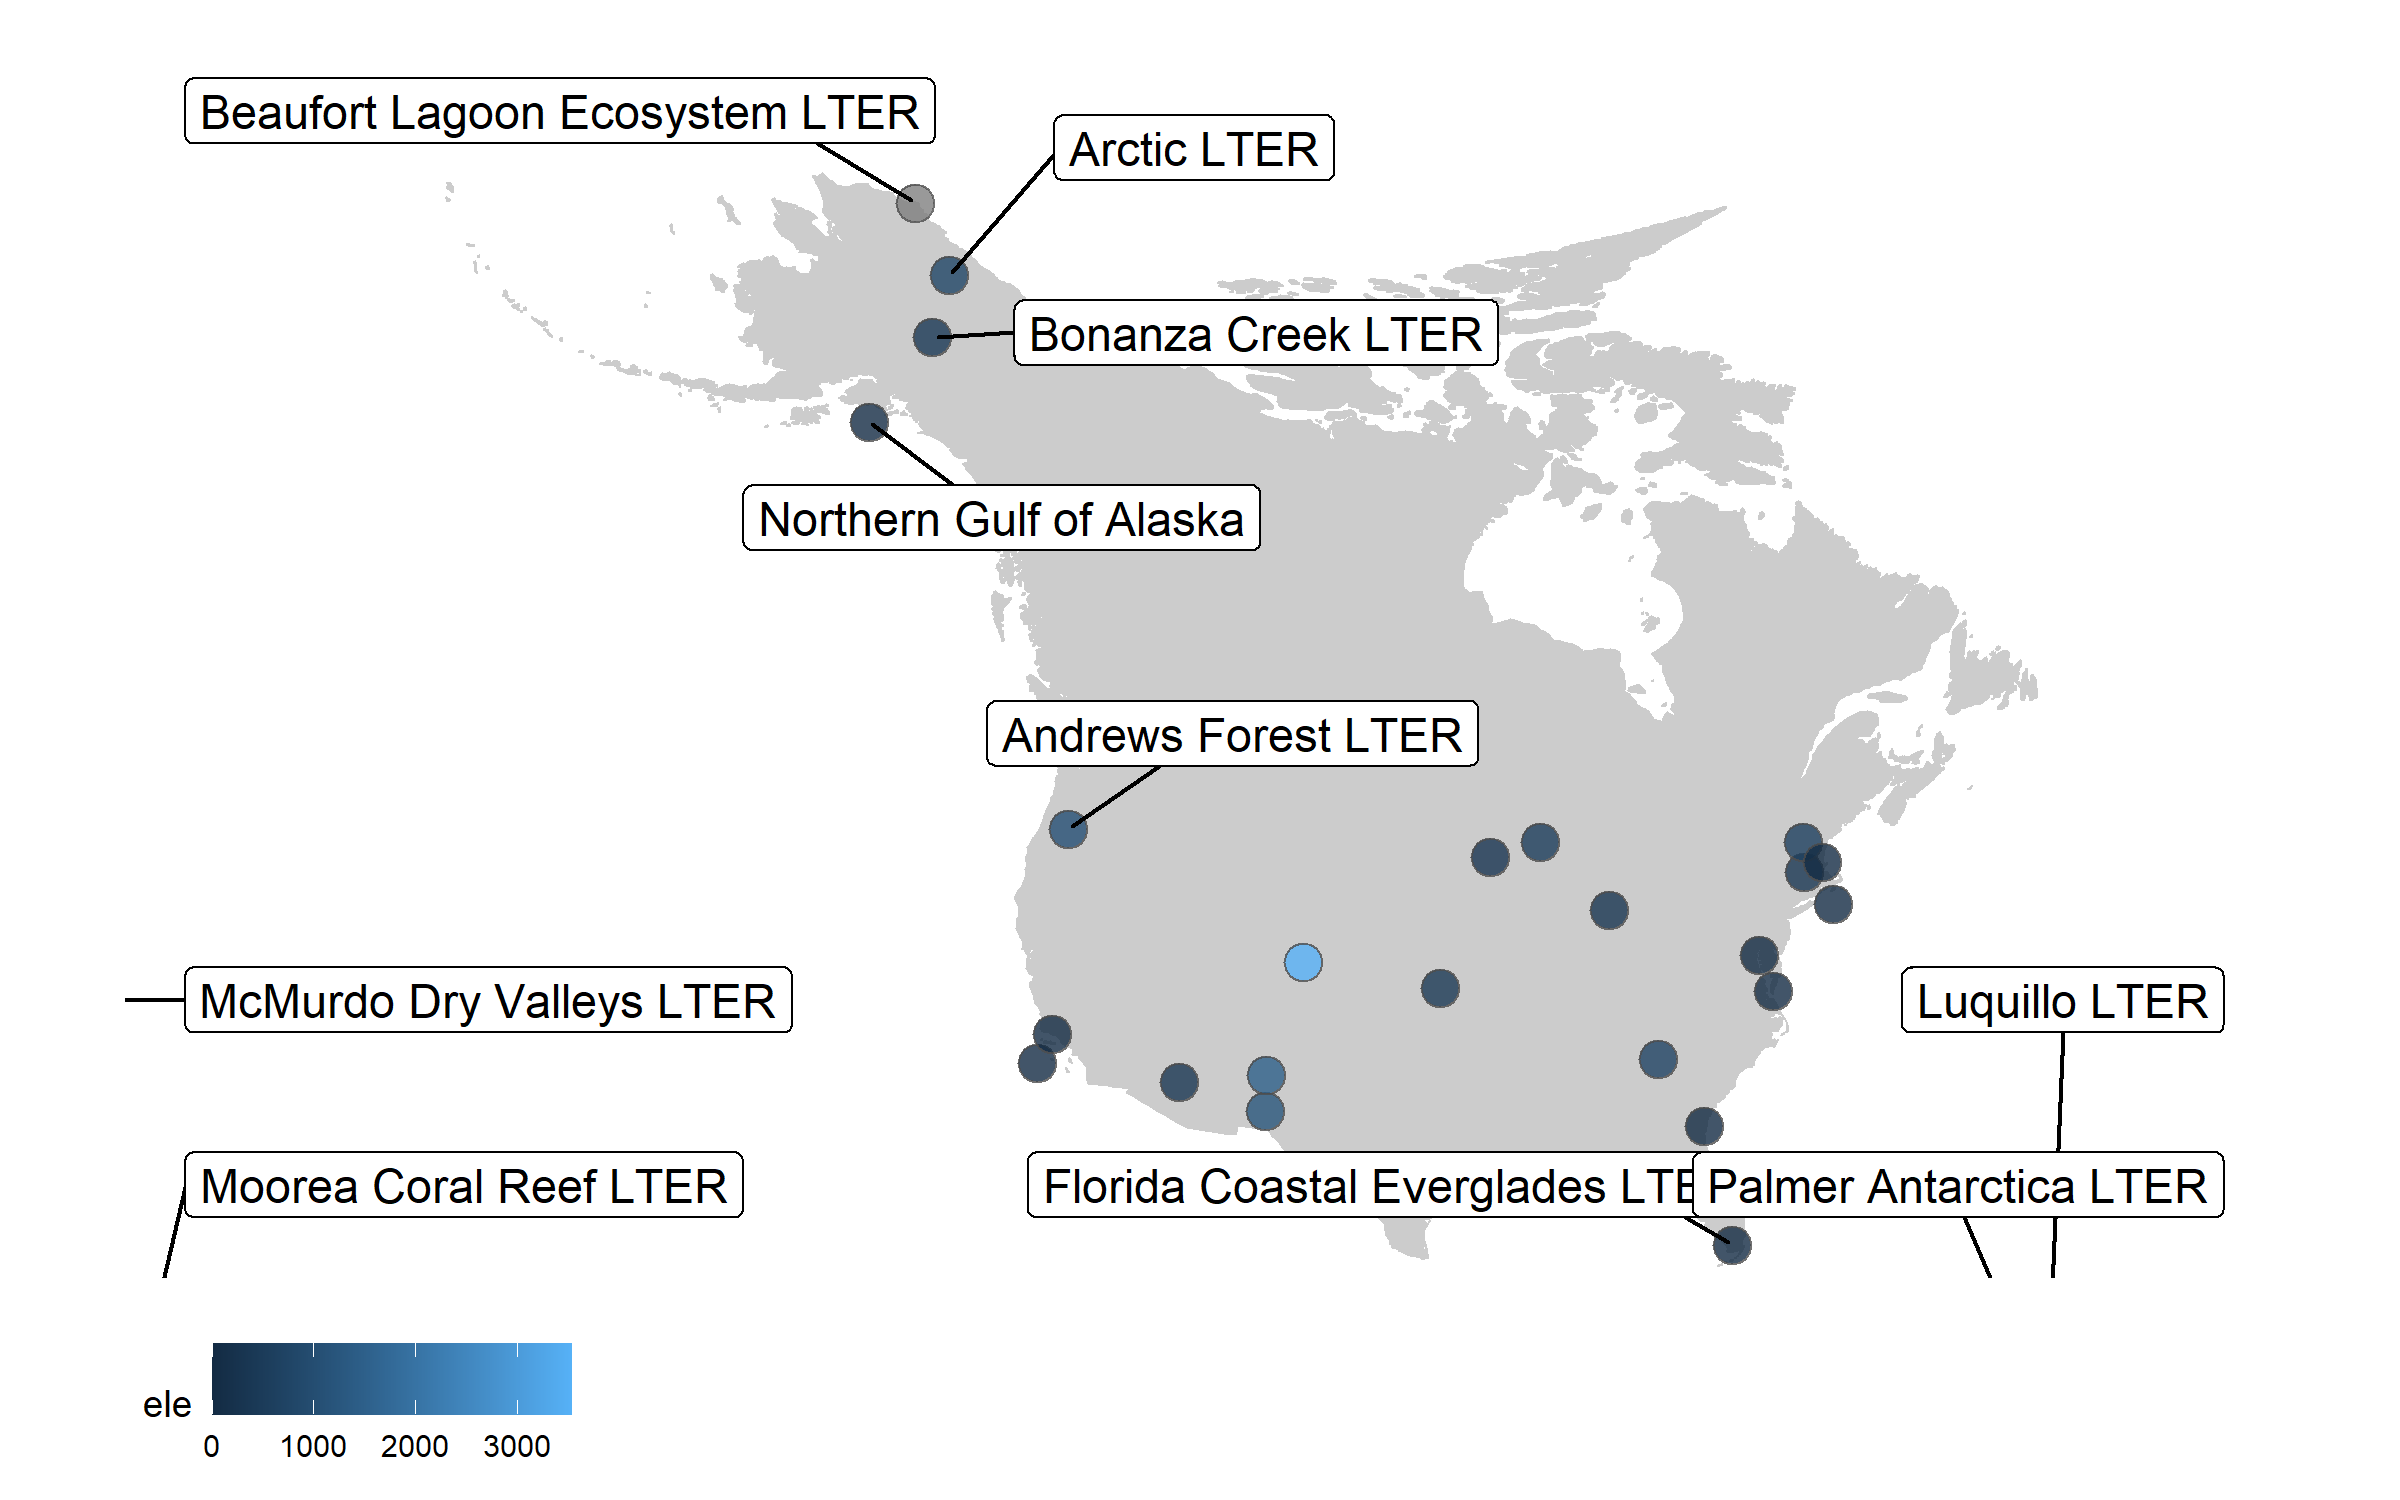 Beaufort Lagoon Ecosystem LTER
Arctic LTER
Bonanza Creek LTER
Northern Gulf of Alaska
Andrews Forest LTER
McMurdo Dry Valleys LTER
Luquillo LTER
Moorea Coral Reef LTER
Florida Coastal Everglades LTE
Palmer Antarctica LTER
ele
0 1000 2000 3000